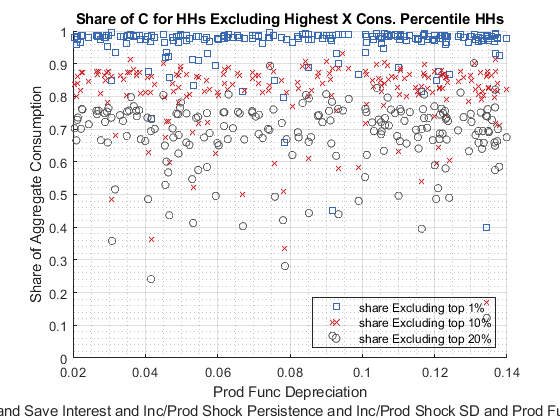 Share of C for HHs Excluding Highest X Cons. Percentile HHs
Share of Aggregate Consumption
1
0.9
0.8
0.7
0.6
0.5
0.4
0.3
0.2
0.1
0
share Excluding top 1%
share Excluding top 10%
share Excluding top 20%
0.02 0.04 0.06 0.08 0.1 0.12 0.14
Prod Func Depreciation
and Save Interest and Inc/Prod Shock Persistence and Inc/Prod Shock SD and Prod Fu